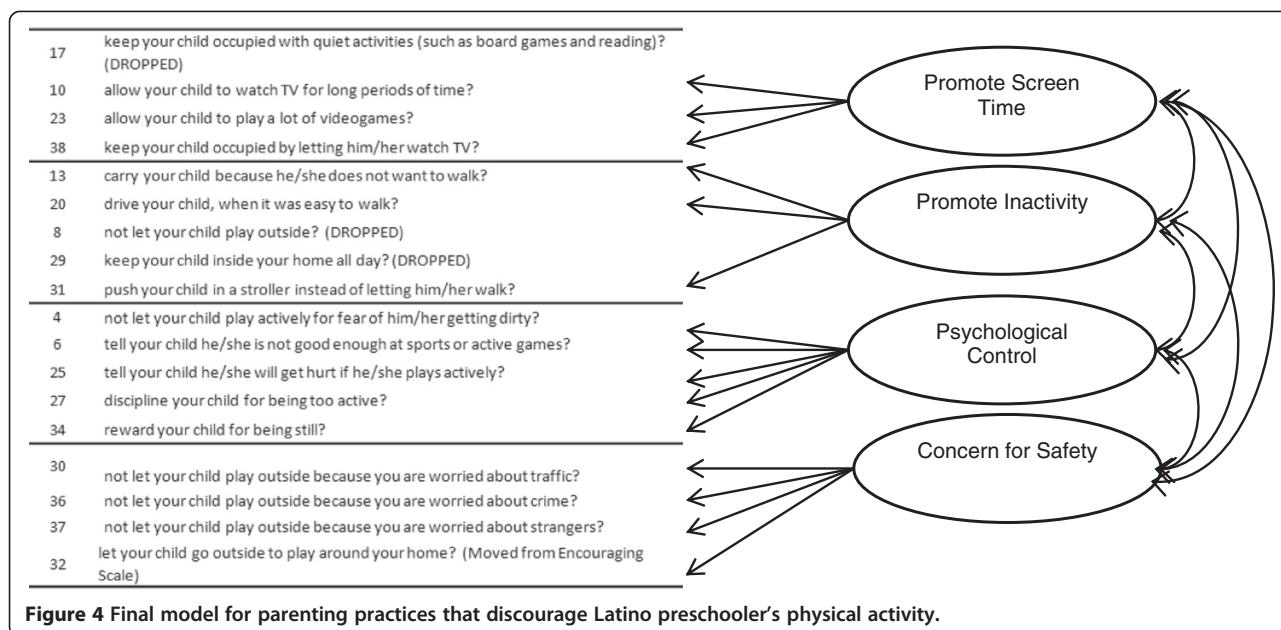 17 keep your child occupied with quiet activities (such as board games and reading)?
(DROPPED)
10 allow your child to watch TV for long periods of time?
23 allow your child to play a lot of videogames?
38 keep your child occupied by letting him/her watch TV?
13 carry your child because he/she does not want to walk?
20 drive your child, when it was easy to walk?
8 not let your child play outside? (DROPPED)
29 keep your child inside your home all day? (DROPPED)
31 push your child in a stroller instead of letting him/her walk?
4 not let your child play actively for fear of him/her getting dirty?
6 tell your child he/she is not good enough at sports or active games?
25 tell your child he/she will get hurt if he/she plays actively?
27 discipline your child for being too active?
34 reward your child for being still?
30 not let your child play outside because you are worried about traffic?
36 not let your child play outside because you are worried about crime?
37 not let your child play outside because you are worried about strangers?
32 let your child go outside to play around your home? (Moved from Encouraging
Scale)
Promote Screen
Time
Promote Inactivity
Psychological
Control
Concern for Safety
Figure 4 Final model for parenting practices that discourage Latino preschooler's physical activity.